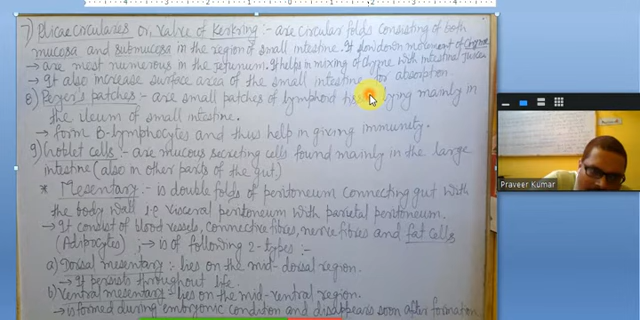 7) Plicae circulares or, Valve of Kerkring :- are circular folds consisting of both
mucosa and submucosa in the region of small intestine. It slow down movement of chyme
→ are most numerous in the jejunum. It helps in mixing of chyme with intestinal juices
→ It also increase surface area of the small intestine for absorption
8) Peyer's patches :- are small patches of lymphoid tissue lying mainly in
the ileum of small intestine.
→ form B-lymphocytes and thus help in giving immunity.
9) Goblet cells :- are mucous secreting cells found mainly in the large
intestine (also in other parts of the gut)
* Mesentary :- is double folds of peritoneum connecting gut with
the body wall i.e visceral peritoneum with parietal peritoneum.
→ It consist of blood vessels, connective fibres, nerve fibres and fat cells
(Adipocytes) ;→ is of following 2-types :-
a) Dorsal mesentary :- lies on the mid-dorsal region.
→ It persists throughout life.
b) Ventral mesentary :- lies on the mid-ventral region.
→ is formed during embryonic condition and disappears soon after formation
Praveer Kumar